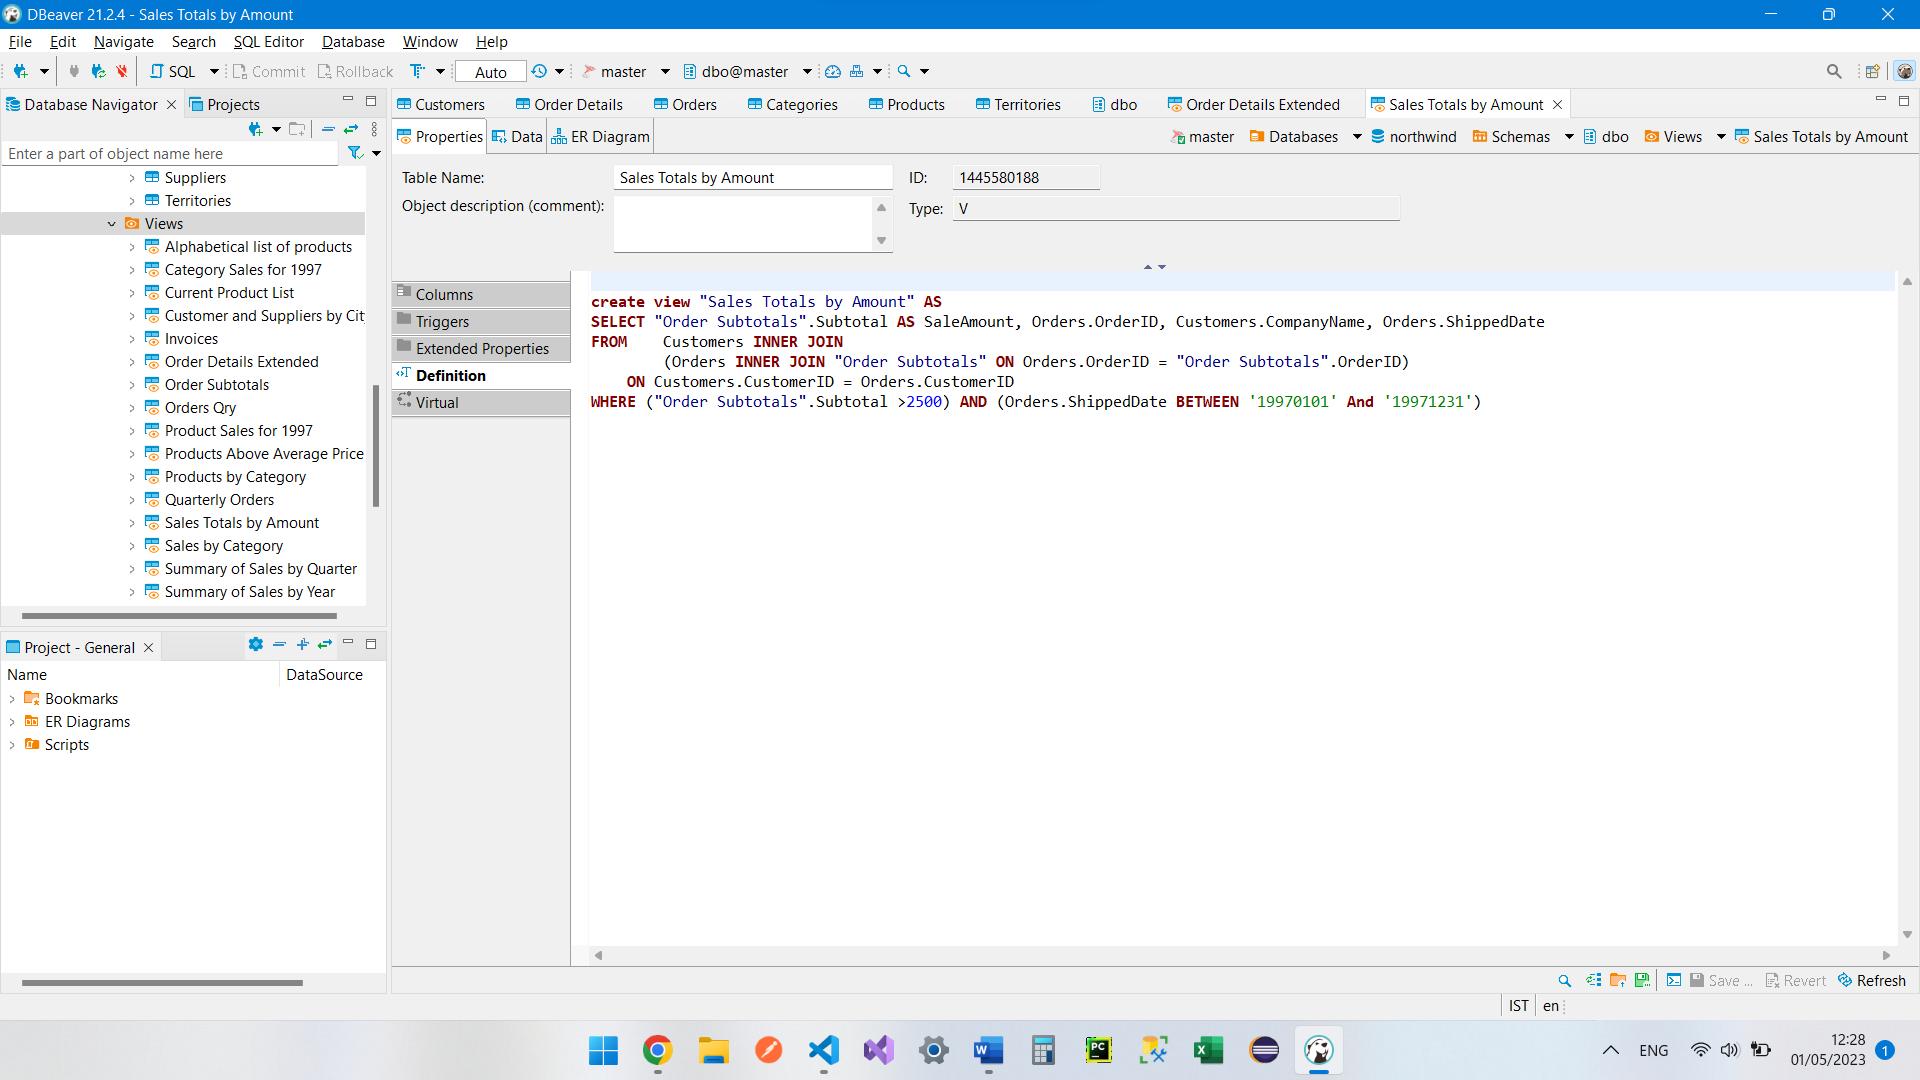 DBeaver 21.2.4 - Sales Totals by Amount
File Edit Navigate Search SQL Editor Database Window Help
SQL Commit Rollback Auto master dbo@master
Database Navigator Projects
Customers Order Details Orders Categories Products Territories dbo Order Details Extended Sales Totals by Amount
Properties Data ER Diagram
master Databases northwind Schemas dbo Views Sales Totals by Amount
Enter a part of object name here
Suppliers
Territories
Views
Alphabetical list of products
Category Sales for 1997
Current Product List
Customer and Suppliers by Cit
Invoices
Order Details Extended
Order Subtotals
Orders Qry
Product Sales for 1997
Products Above Average Price
Products by Category
Quarterly Orders
Sales Totals by Amount
Sales by Category
Summary of Sales by Quarter
Summary of Sales by Year
Table Name: Sales Totals by Amount ID: 1445580188
Object description (comment): Type: V
Columns
Triggers
Extended Properties
Definition
Virtual
create view "Sales Totals by Amount" AS
SELECT "Order Subtotals".Subtotal AS SaleAmount, Orders.OrderID, Customers.CompanyName, Orders.ShippedDate
FROM    Customers INNER JOIN
(Orders INNER JOIN "Order Subtotals" ON Orders.OrderID = "Order Subtotals".OrderID)
ON Customers.CustomerID = Orders.CustomerID
WHERE ("Order Subtotals".Subtotal >2500) AND (Orders.ShippedDate BETWEEN '19970101' And '19971231')
Project - General
Name DataSource
Bookmarks
ER Diagrams
Scripts
Save ... Revert Refresh
IST en
W PC X
ENG
12:28
01/05/2023
1